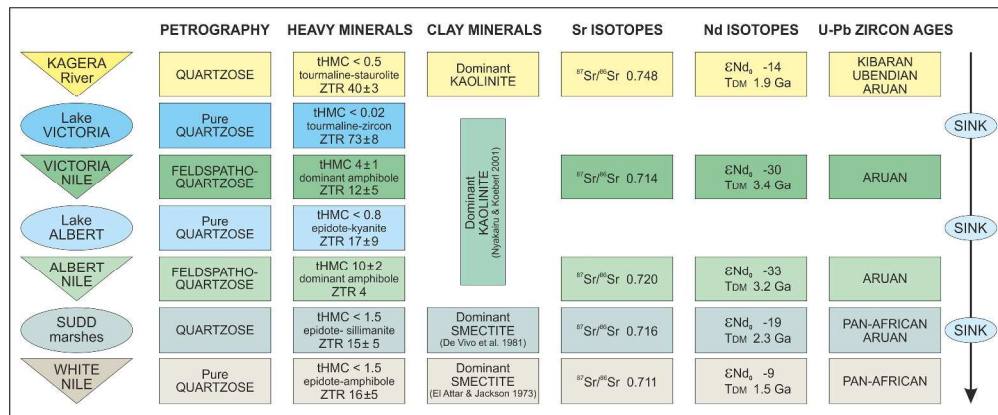 PETROGRAPHY HEAVY MINERALS CLAY MINERALS Sr ISOTOPES Nd ISOTOPES U-Pb ZIRCON AGES
KAGERA
River
QUARTZOSE
tHMC < 0.5
tourmaline-staurolite
ZTR 40±3
Dominant
KAOLINITE
⁸⁷Sr/⁸⁶Sr 0.748
εNd₀ -14
TDM 1.9 Ga
KIBARAN
UBENDIAN
ARUAN
Lake
VICTORIA
Pure
QUARTZOSE
tHMC < 0.02
tourmaline-zircon
ZTR 73±8
SINK
VICTORIA
NILE
FELDSPATHO-
QUARTZOSE
tHMC 4±1
dominant amphibole
ZTR 12±5
Dominant
KAOLINITE
(Nyakairu & Koeberl 2001)
⁸⁷Sr/⁸⁶Sr 0.714
εNd₀ -30
TDM 3.4 Ga
ARUAN
Lake
ALBERT
Pure
QUARTZOSE
tHMC < 0.8
epidote-kyanite
ZTR 17±9
SINK
ALBERT
NILE
FELDSPATHO-
QUARTZOSE
tHMC 10±2
dominant amphibole
ZTR 4
⁸⁷Sr/⁸⁶Sr 0.720
εNd₀ -33
TDM 3.2 Ga
ARUAN
SUDD
marshes
QUARTZOSE
tHMC < 1.5
epidote- sillimanite
ZTR 15± 5
Dominant
SMECTITE
(De Vivo et al. 1981)
⁸⁷Sr/⁸⁶Sr 0.716
εNd₀ -19
TDM 2.3 Ga
PAN-AFRICAN
ARUAN
SINK
WHITE
NILE
Pure
QUARTZOSE
tHMC < 1.5
epidote-amphibole
ZTR 16±5
Dominant
SMECTITE
(El Attar & Jackson 1973)
⁸⁷Sr/⁸⁶Sr 0.711
εNd₀ -9
TDM 1.5 Ga
PAN-AFRICAN